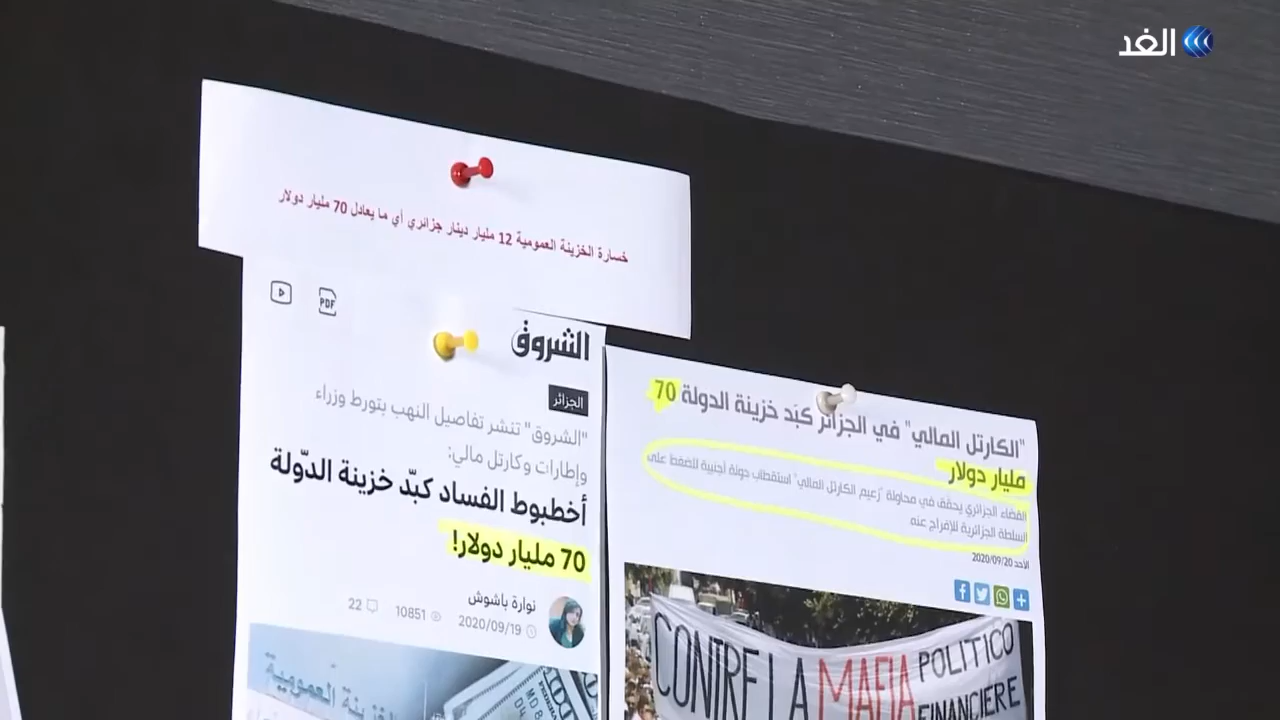 الغد
خسارة الخزينة العمومية 12 مليار دينار جزائري أي ما يعادل 70 مليار دولار
PDF
الشروق
الجزائر
"الشروق" تنشر تفاصيل النهب بتورط وزراء
وإطارات وكارتل مالي:
أخطبوط الفساد كبّد خزينة الدّولة
70 مليار دولار!
نوارة باشوش
2020/09/19
10851
22
الخزينة العمومية
"الكارتل المالي" في الجزائر كبَد خزينة الدولة 70
مليار دولار
القضاء الجزائري يحقق في محاولة "زعيم الكارتل المالي" استقطاب دولة أجنبية للضغط على
السلطة الجزائرية للإفراج عنه
الأحد 2020/09/20
CONTRE LA MAFIA POLITICO
FINANCIERE